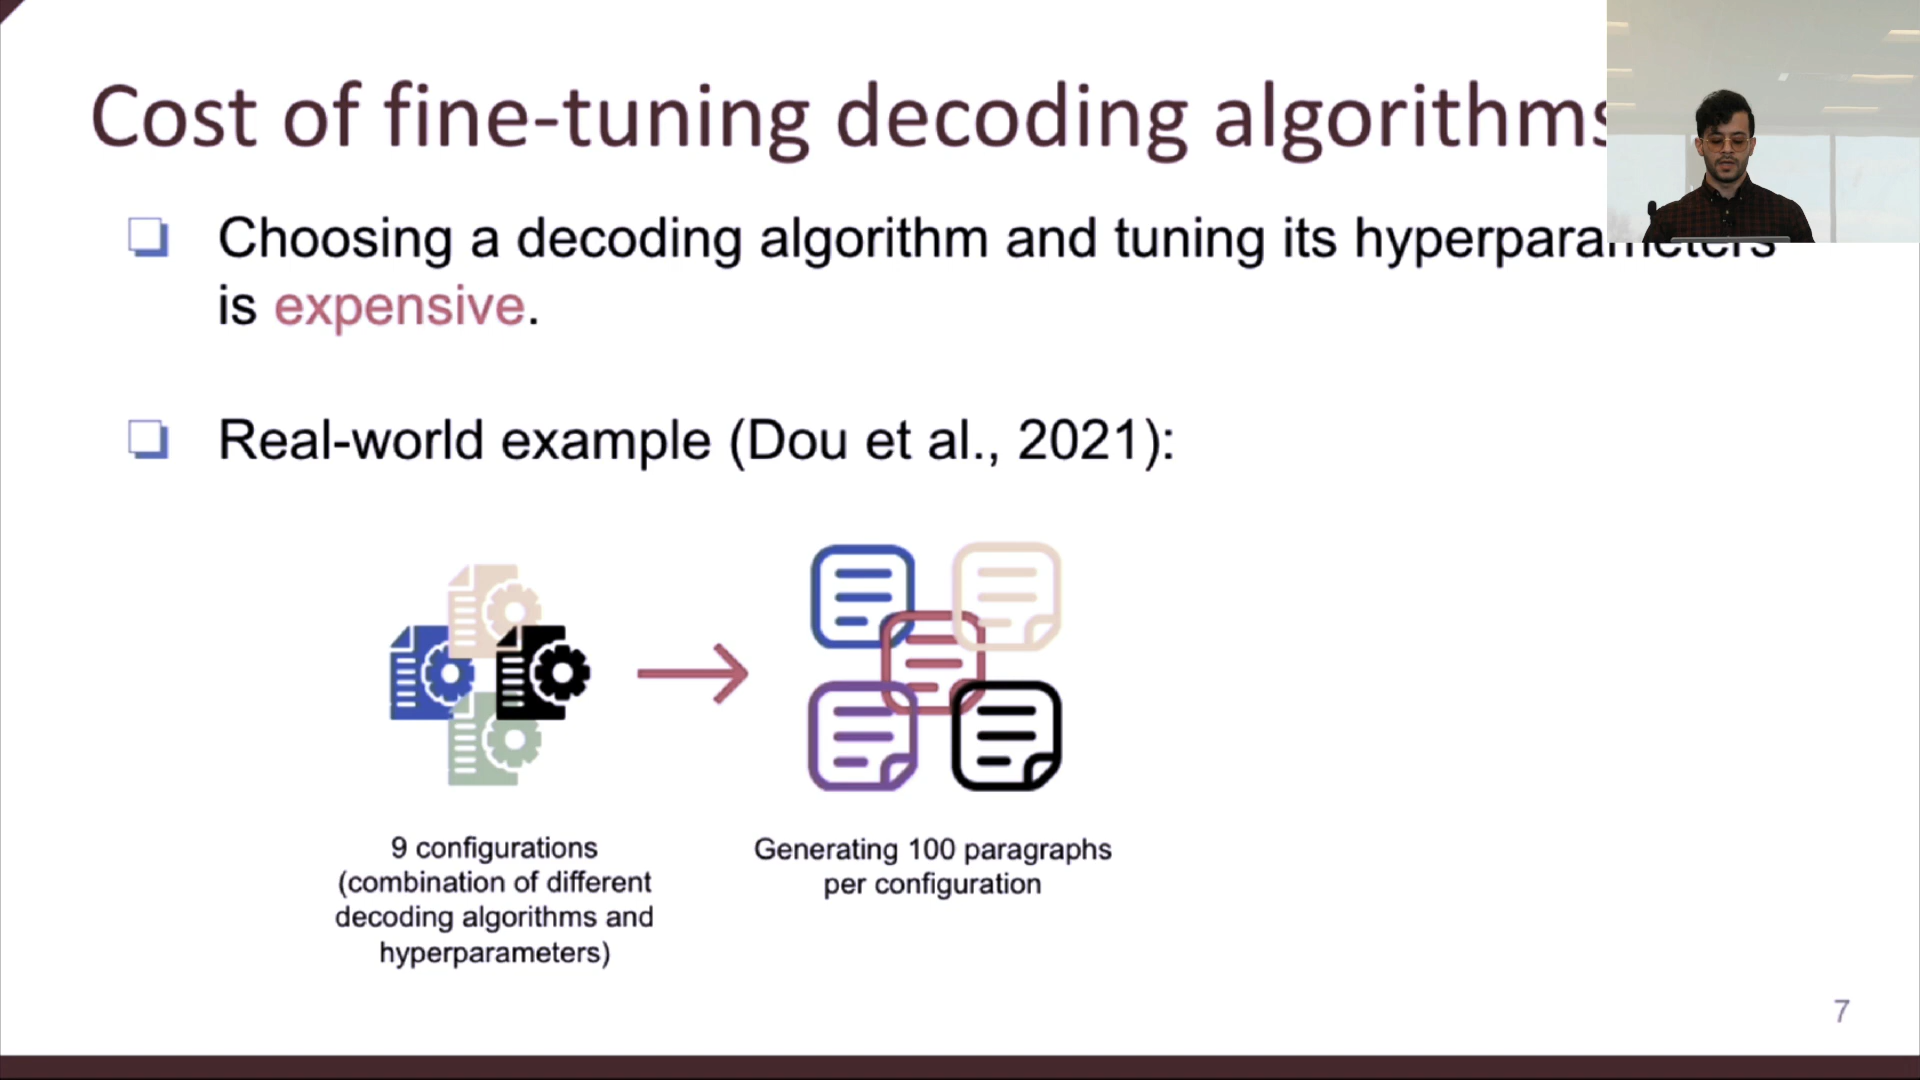 Cost of fine-tuning decoding algorithms
Choosing a decoding algorithm and tuning its hyperparameters
is expensive.
Real-world example (Dou et al., 2021):
9 configurations
(combination of different
decoding algorithms and
hyperparameters)
Generating 100 paragraphs
per configuration
7